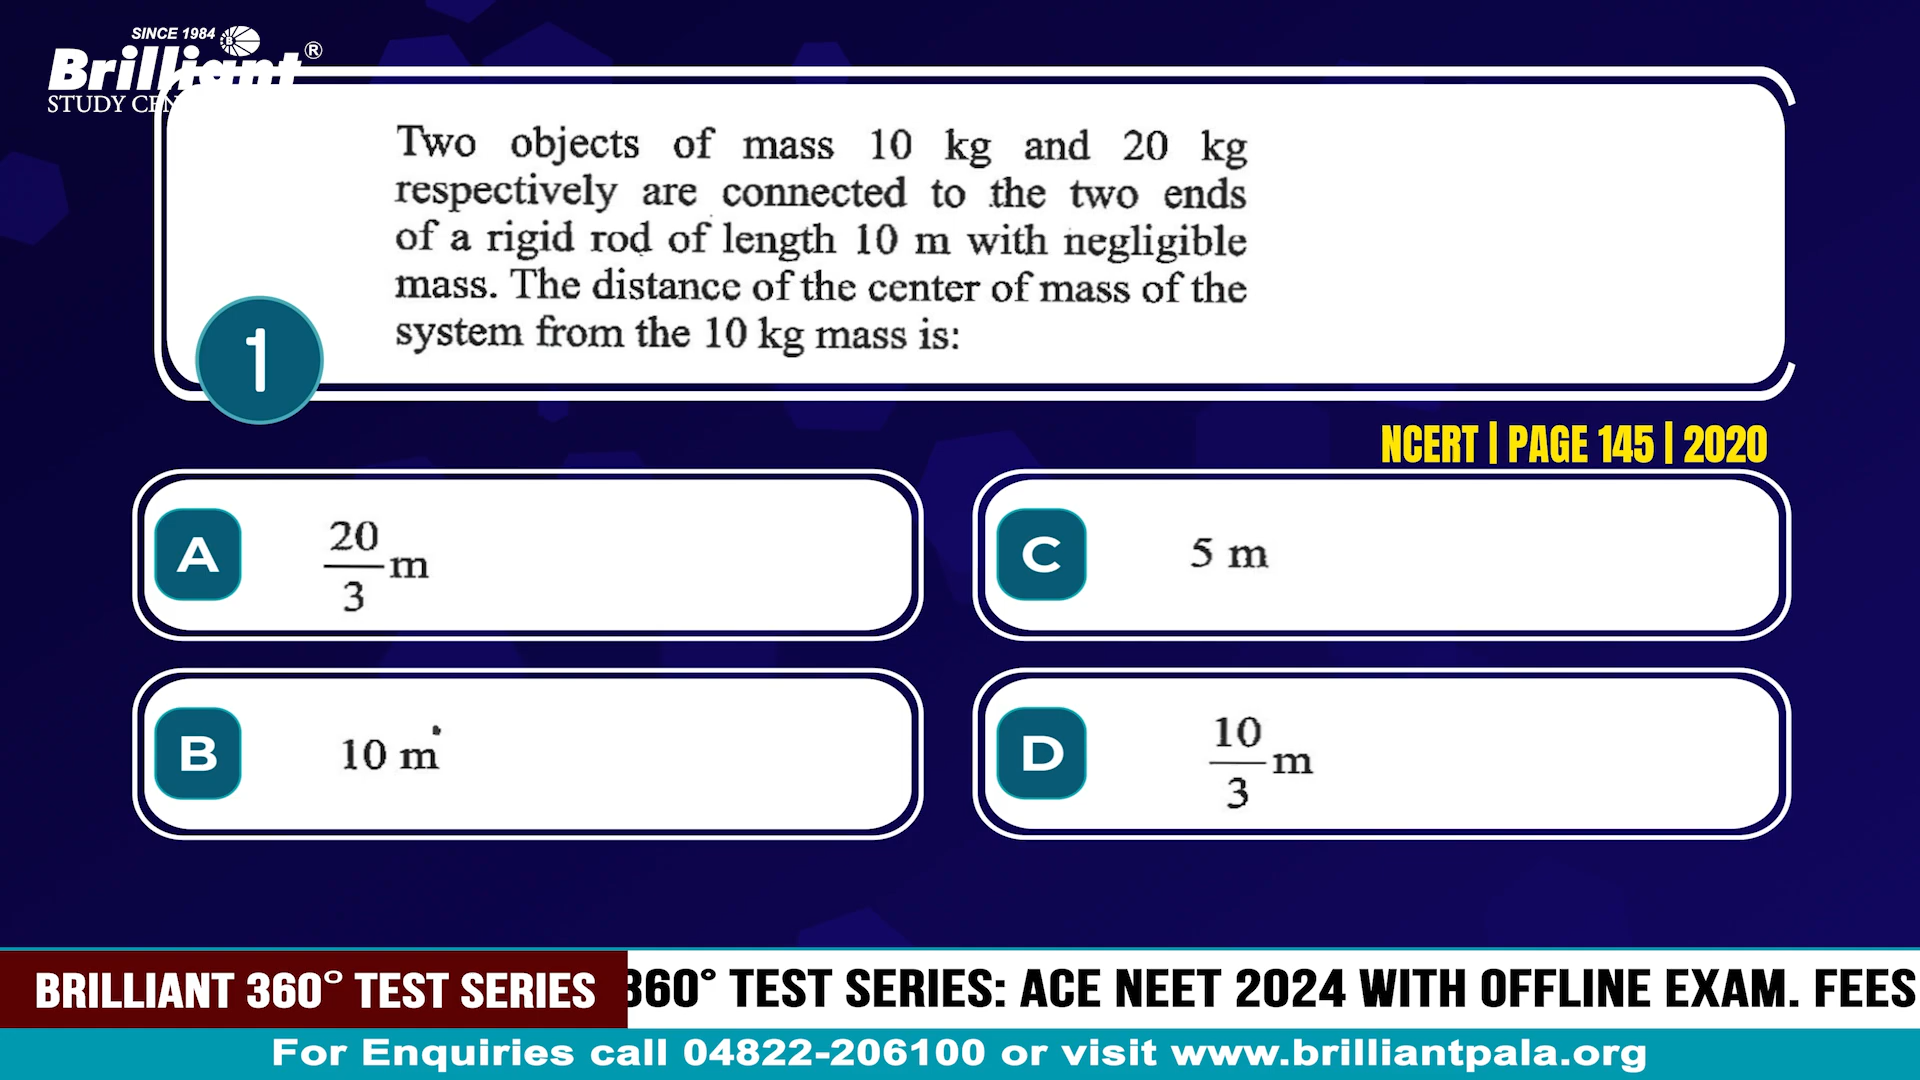 SINCE 1984
Brilliant®
STUDY CEN
Two objects of mass 10 kg and 20 kg
respectively are connected to the two ends
of a rigid rod of length 10 m with negligible
mass. The distance of the center of mass of the
system from the 10 kg mass is:
1
NCERT | PAGE 145 | 2020
A 20/3 m
C 5 m
B 10 m
D 10/3 m
BRILLIANT 360° TEST SERIES
360° TEST SERIES: ACE NEET 2024 WITH OFFLINE EXAM. FEES
For Enquiries call 04822-206100 or visit www.brilliantpala.org